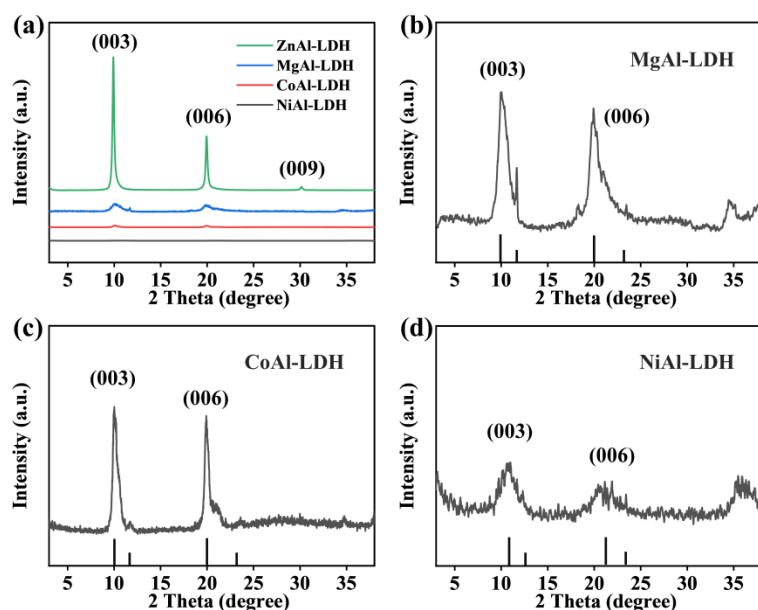 (a)
(003)
ZnAl-LDH
MgAl-LDH
CoAl-LDH
NiAl-LDH
(006)
(009)
Intensity (a.u.)
5 10 15 20 25 30 35
2 Theta (degree)
(b)
MgAl-LDH
(003)
(006)
Intensity (a.u.)
5 10 15 20 25 30 35
2 Theta (degree)
(c)
CoAl-LDH
(003)
(006)
Intensity (a.u.)
5 10 15 20 25 30 35
2 Theta (degree)
(d)
NiAl-LDH
(003)
(006)
Intensity (a.u.)
5 10 15 20 25 30 35
2 Theta (degree)